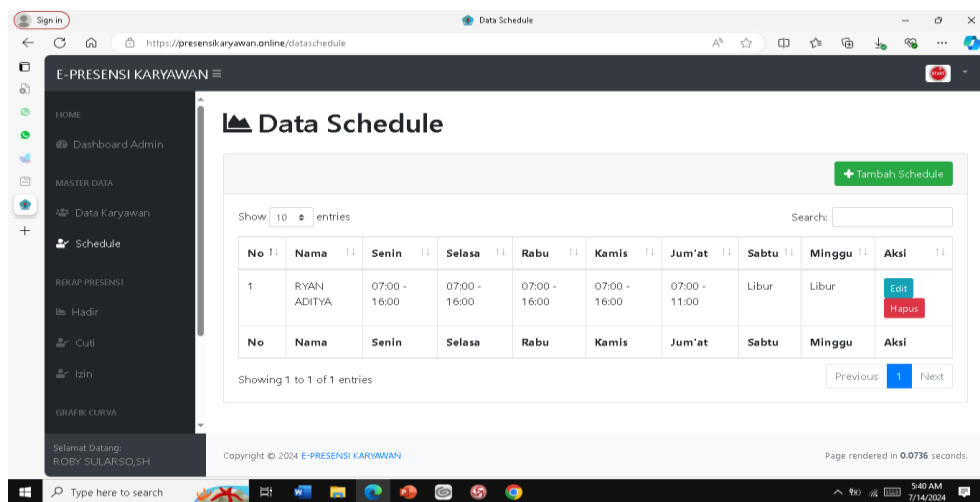 Sign in
Data Schedule
https://presensikaryawan.online/dataschedule
E-PRESENSI KARYAWAN
START
HOME
Dashboard Admin
MASTER DATA
Data Karyawan
Schedule
REKAP PRESENSI
Hadir
Cuti
Izin
GRAFIK CURVA
Selamat Datang:
ROBY SULARSO,SH
Data Schedule
Tambah Schedule
Show 10 entries
Search:
No Nama Senin Selasa Rabu Kamis Jum'at Sabtu Minggu Aksi
1 RYAN 07:00 - 07:00 - 07:00 - 07:00 - 07:00 - Libur Libur Edit
ADITYA 16:00 16:00 16:00 16:00 11:00 Hapus
No Nama Senin Selasa Rabu Kamis Jum'at Sabtu Minggu Aksi
Showing 1 to 1 of 1 entries
Previous 1 Next
Copyright © 2024 E-PRESENSI KARYAWAN
Page rendered in 0.0736 seconds.
Type here to search
5:40 AM
7/14/2024